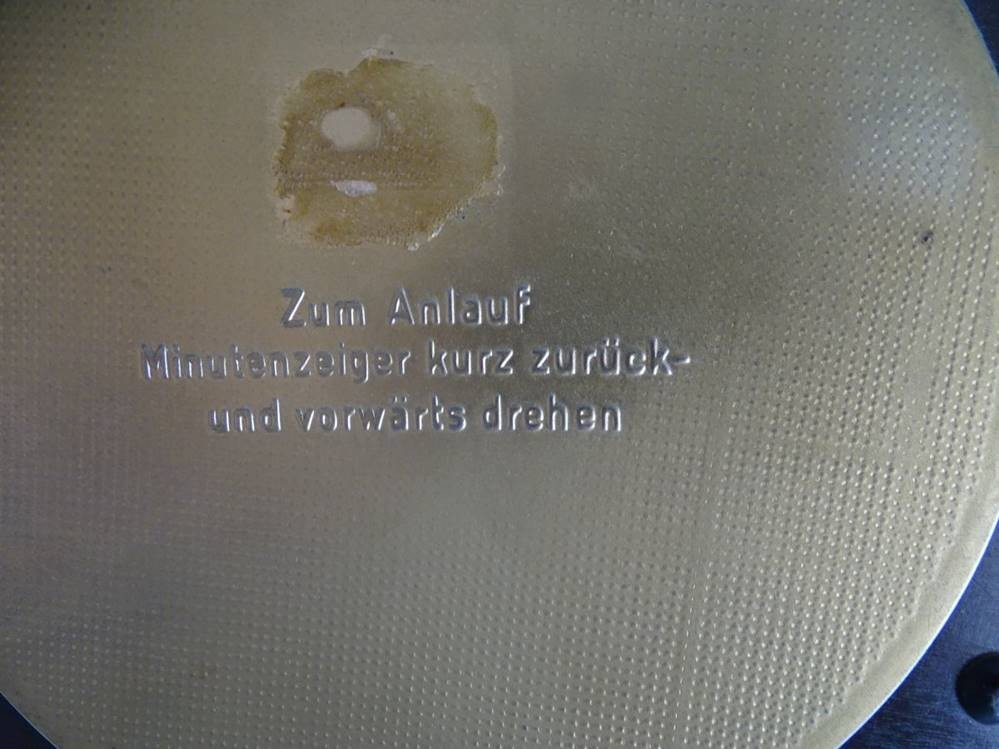 Zum Anlauf
Minutenzeiger kurz zurück-
und vorwärts drehen